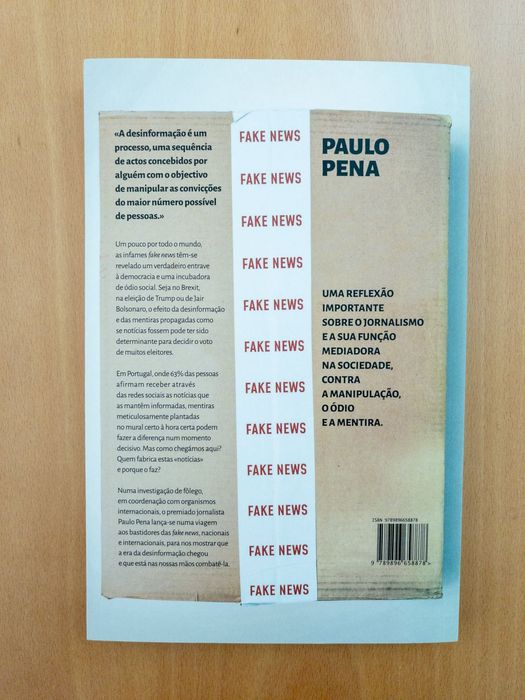 «A desinformação é um
processo, uma sequência
de actos concebidos por
alguém com o objectivo
de manipular as convicções
do maior número possível
de pessoas.»
Um pouco por todo o mundo,
as infames fake news têm-se
revelado um verdadeiro entrave
à democracia e uma incubadora
de ódio social. Seja no Brexit,
na eleição de Trump ou de Jair
Bolsonaro, o efeito da desinformação
e das mentiras propagadas como
se notícias fossem pode ter sido
determinante para decidir o voto
de muitos eleitores.
Em Portugal, onde 63% das pessoas
afirmam receber através
das redes sociais as notícias que
as mantêm informadas, mentiras
meticulosamente plantadas
no mural certo à hora certa podem
fazer a diferença num momento
decisivo. Mas como chegámos aqui?
Quem fabrica estas «notícias»
e porque o faz?
Numa investigação de fôlego,
em coordenação com organismos
internacionais, o premiado jornalista
Paulo Pena lança-se numa viagem
aos bastidores das fake news, nacionais
e internacionais, para nos mostrar que
a era da desinformação chegou
e que está nas nossas mãos combatê-la.
FAKE NEWS
FAKE NEWS
FAKE NEWS
FAKE NEWS
FAKE NEWS
FAKE NEWS
FAKE NEWS
FAKE NEWS
FAKE NEWS
FAKE NEWS
FAKE NEWS
FAKE NEWS
PAULO
PENA
UMA REFLEXÃO
IMPORTANTE
SOBRE O JORNALISMO
E A SUA FUNÇÃO
MEDIADORA
NA SOCIEDADE,
CONTRA
A MANIPULAÇÃO,
O ÓDIO
E A MENTIRA.
ISBN 9789896658878
9 789896 658878 >